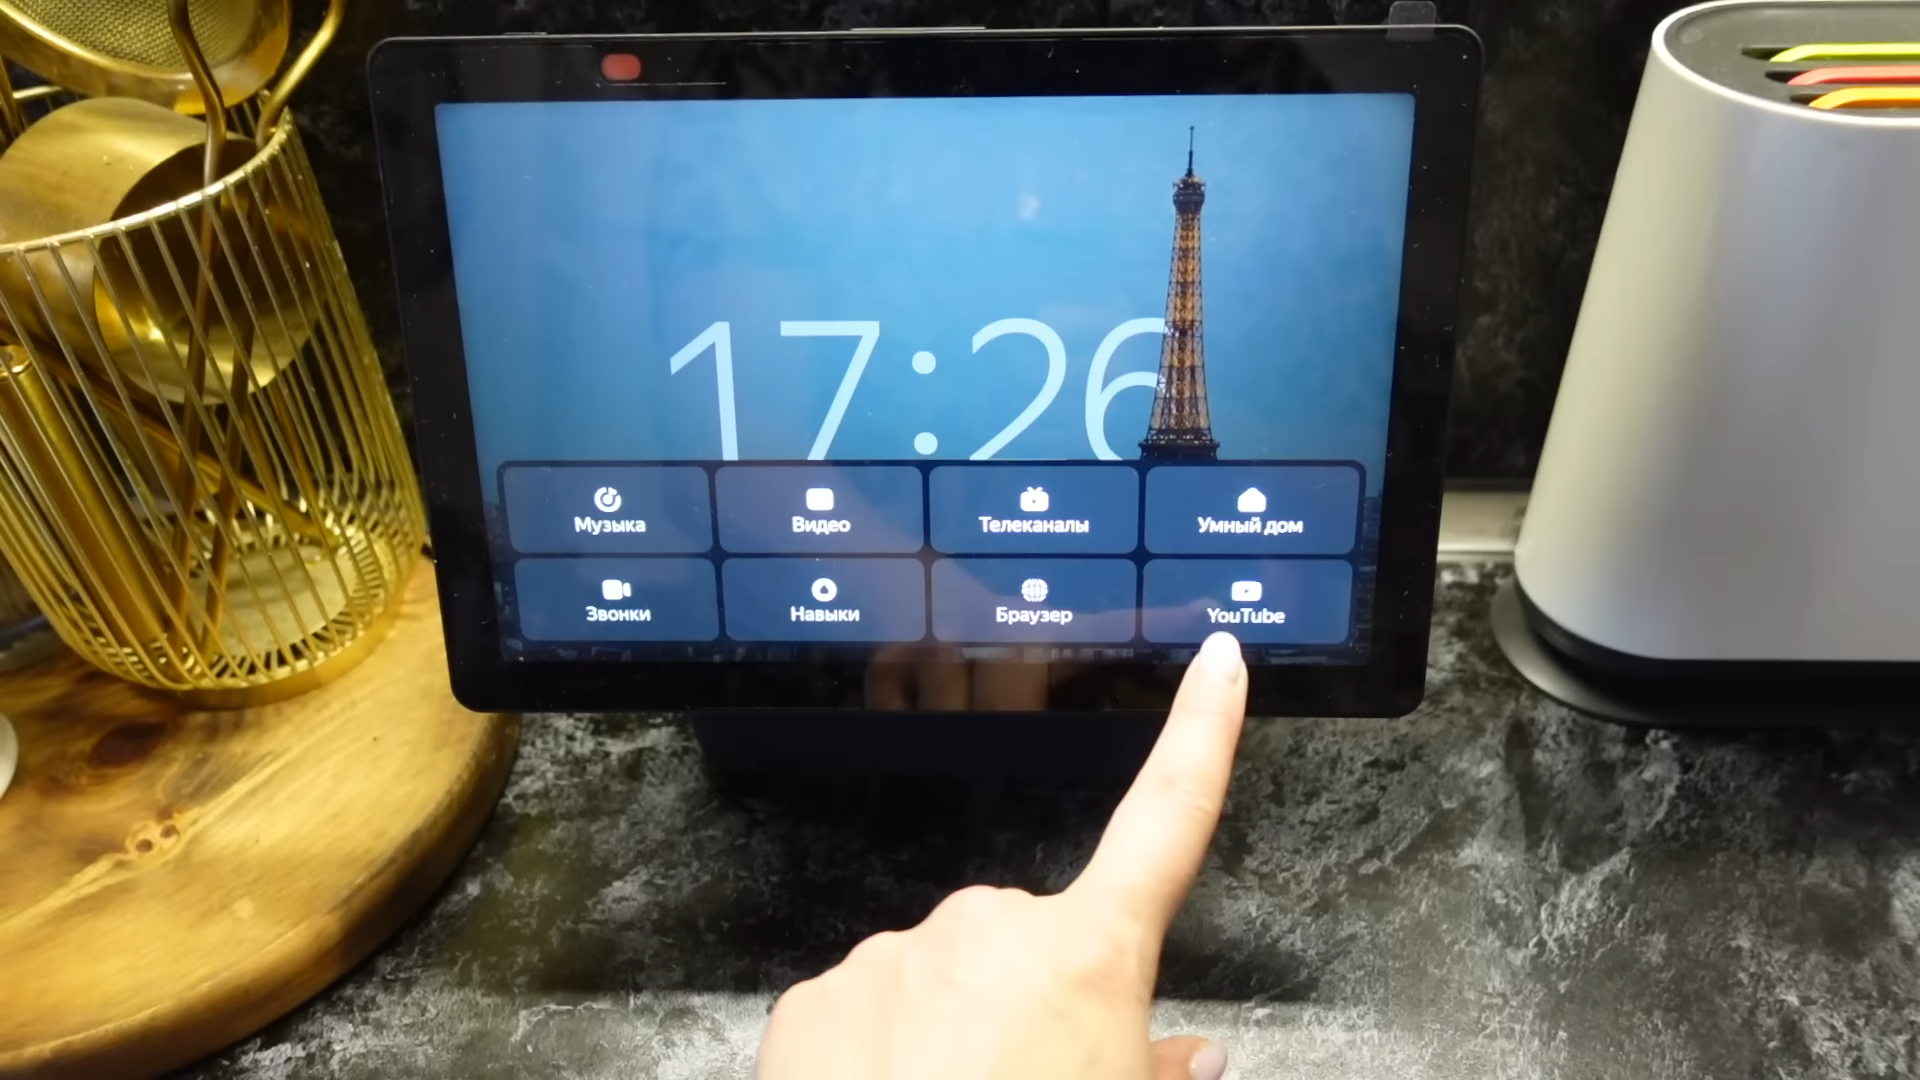 17:26
Музыка
Видео
Телеканалы
Умный дом
Звонки
Навыки
Браузер
YouTube